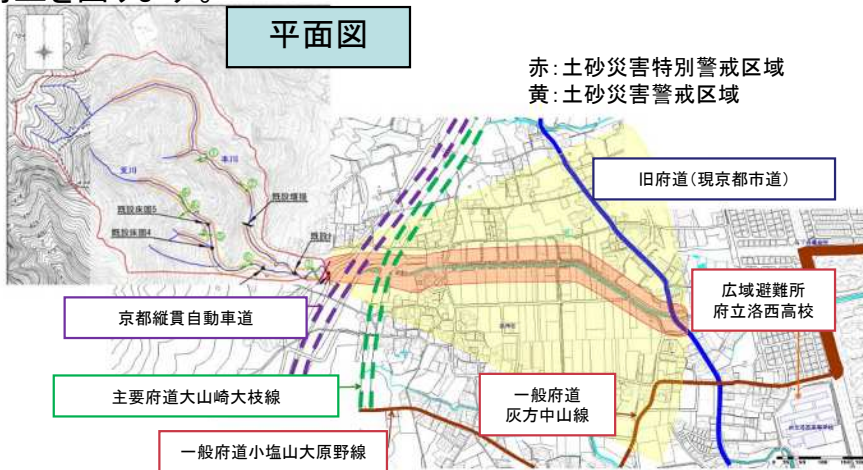 平面図
赤:土砂災害特別警戒区域
黄:土砂災害警戒区域
旧府道(現京都市道)
本川
支川
既設堰堤
既設床固5
既設床固4
広域避難所
府立洛西高校
京都縦貫自動車道
主要府道大山崎大枝線
一般府道
灰方中山線
一般府道小塩山大原野線